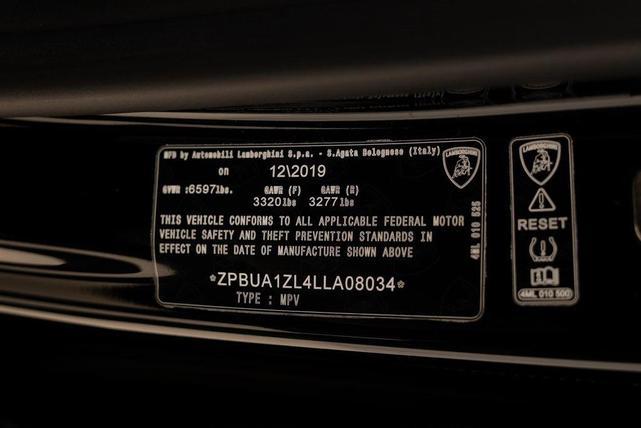 MFD by Automobili Lamborghini S.p.a. - S.Agata Bolognese (Italy)
on 12\2019
GVWR :6597lbs. GAWR (F) GAWR (R)
3320lbs 3277lbs
THIS VEHICLE CONFORMS TO ALL APPLICABLE FEDERAL MOTOR
VEHICLE SAFETY AND THEFT PREVENTION STANDARDS IN
EFFECT ON THE DATE OF MANUFACTURE SHOWN ABOVE
*ZPBUA1ZL4LLA08034*
TYPE : MPV
4ML 010 525
LAMBORGHINI
RESET
4ML 010 500